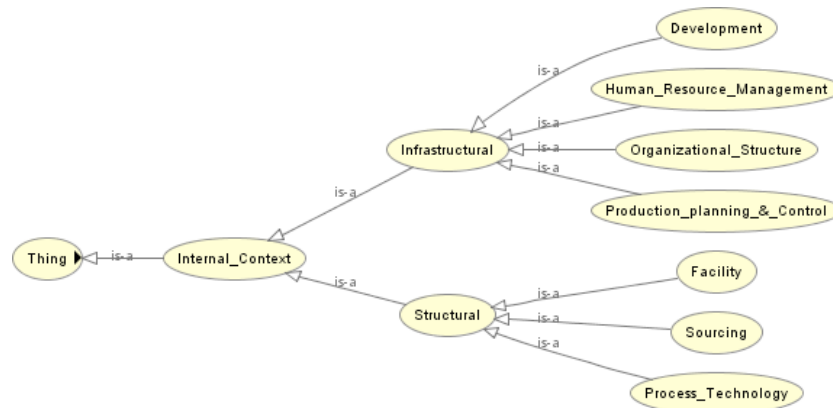 Development
is-a
Human_Resource_Management
is-a
Infrastructural
is-a
Organizational_Structure
is-a
is-a
Production_planning_&_Control
Thing
is-a
Internal_Context
Facility
is-a
is-a
Structural
is-a
Sourcing
is-a
Process_Technology